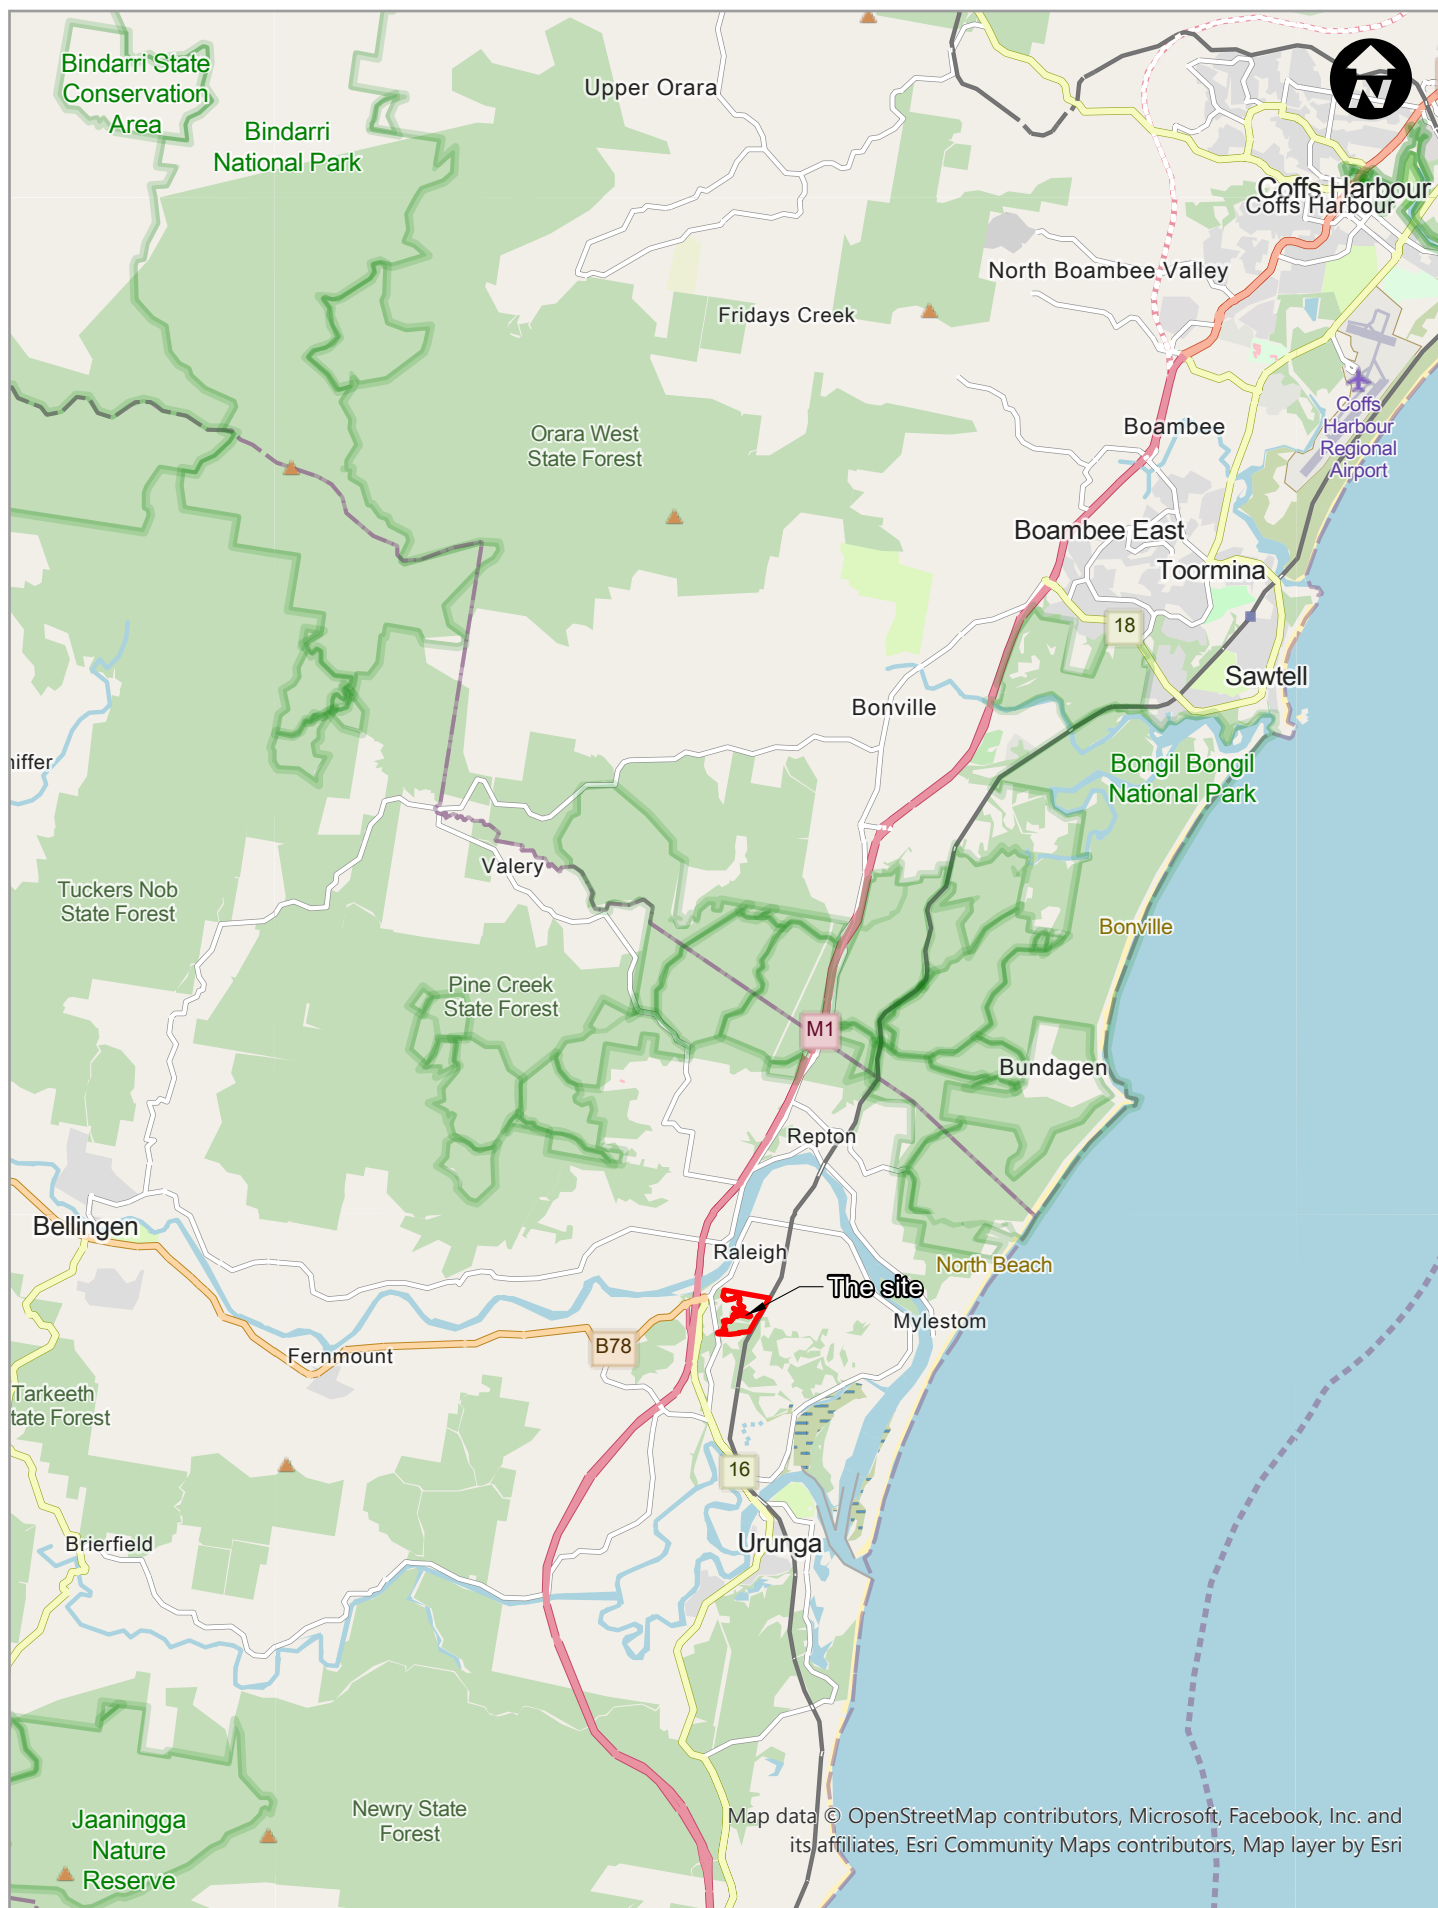 Bindarri State
Conservation
Area
Bindarri
National Park
Upper Orara
N
Coffs Harbour
Coffs Harbour
North Boambee Valley
Fridays Creek
Coffs
Harbour
Regional
Airport
Boambee
Orara West
State Forest
Boambee East
Toormina
18
Sawtell
Bonville
niffer
Bongil Bongil
National Park
Valery
Tuckers Nob
State Forest
Bonville
Pine Creek
State Forest
M1
Bundagen
Repton
Bellingen
Raleigh
North Beach
The site
Mylestom
B78
Fernmount
Tarkeeth
tate Forest
16
Brierfield
Urunga
Jaaningga
Nature
Reserve
Newry State
Forest
Map data © OpenStreetMap contributors, Microsoft, Facebook, Inc. and
its affiliates, Esri Community Maps contributors, Map layer by Esri